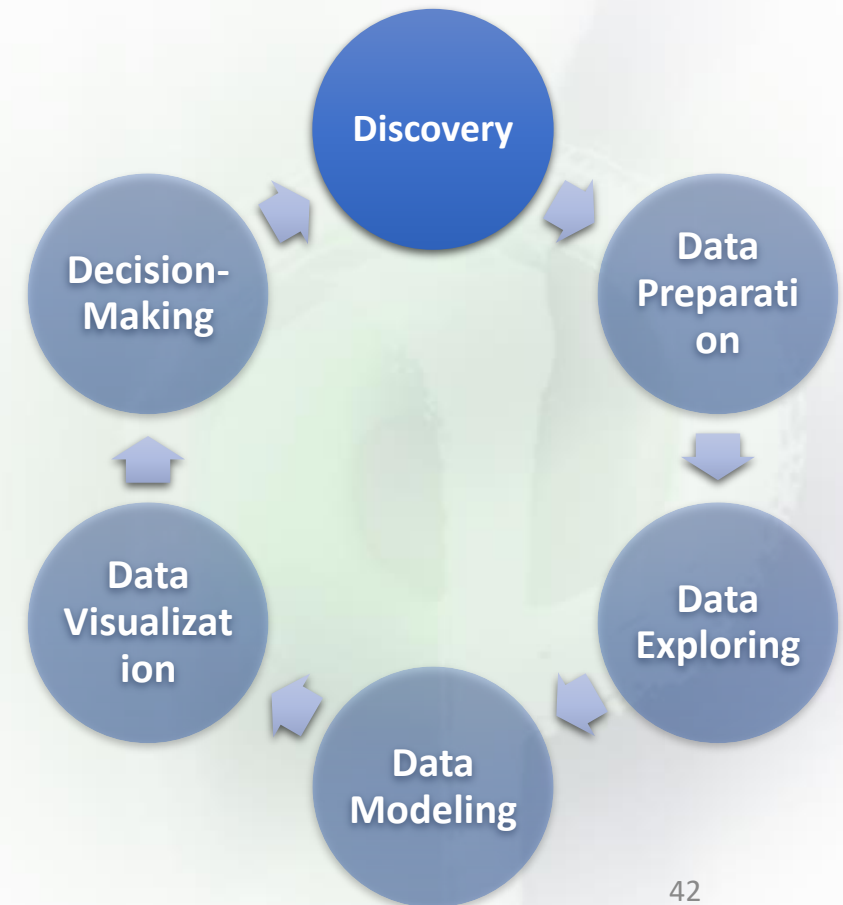 Discovery
Data
Preparati
on
Data
Exploring
Data
Modeling
Data
Visualizat
ion
Decision-
Making
42